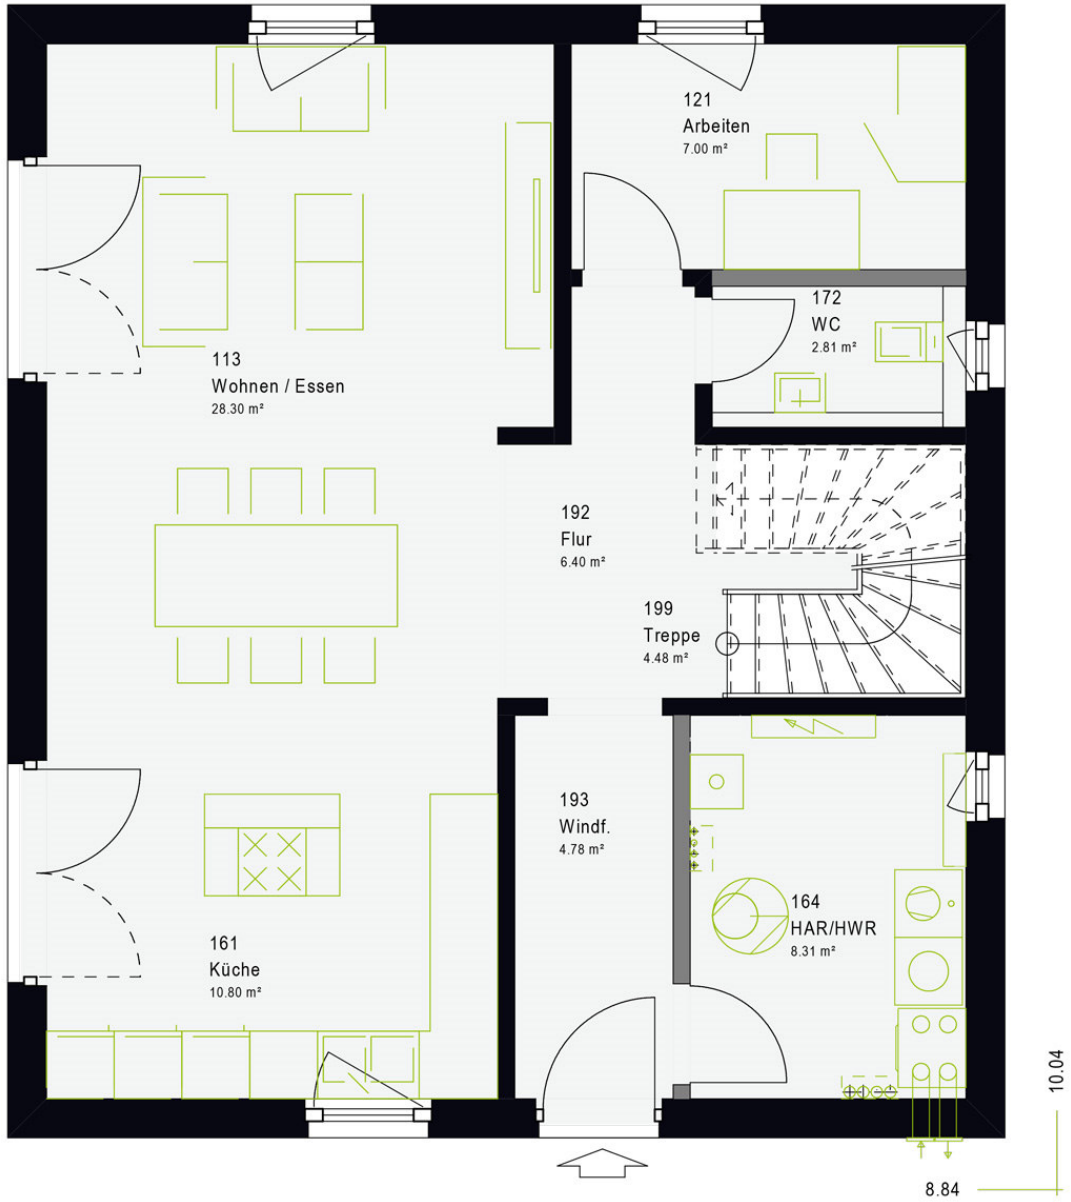 121
Arbeiten
7.00 m²
172
WC
2.81 m²
113
Wohnen / Essen
28.30 m²
192
Flur
6.40 m²
199
Treppe
4.48 m²
193
Windf.
4.78 m²
164
HAR/HWR
8.31 m²
161
Küche
10.80 m²
10.04
8.84